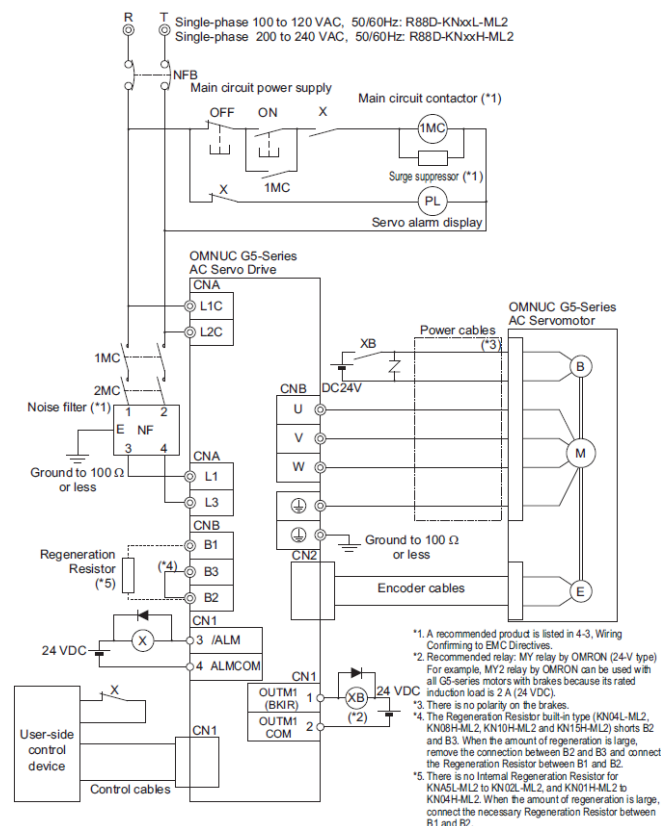 R T
Single-phase 100 to 120 VAC, 50/60Hz: R88D-KNxxL-ML2
Single-phase 200 to 240 VAC, 50/60Hz: R88D-KNxxH-ML2
NFB
Main circuit power supply
Main circuit contactor (*1)
OFF ON X
1MC
Surge suppressor (*1)
1MC
X
PL
Servo alarm display
OMNUC G5-Series
AC Servo Drive
CNA
L1C
L2C
1MC
2MC
Noise filter (*1)
1 2
E NF
3 4
Ground to 100 Ω
or less
CNA
L1
L3
CNB
B1
B3
B2
Regeneration
Resistor
(*5)
(*4)
CN1
3 /ALM
4 ALMCOM
X
24 VDC
X
User-side
control
device
CN1
Control cables
OMNUC G5-Series
AC Servomotor
XB
Power cables
(*3)
DC24V
B
CNB
U
V
W
M
Ground to 100 Ω
or less
CN2
Encoder cables
E
CN1
OUTM1
(BKIR)
1
XB
24 VDC
(*2)
OUTM1
COM
2
*1. A recommended product is listed in 4-3, Wiring
Confirming to EMC Directives.
*2. Recommended relay: MY relay by OMRON (24-V type)
For example, MY2 relay by OMRON can be used with
all G5-series motors with brakes because its rated
induction load is 2 A (24 VDC).
*3. There is no polarity on the brakes.
*4. The Regeneration Resistor built-in type (KN04L-ML2,
KN08H-ML2, KN10H-ML2 and KN15H-ML2) shorts B2
and B3. When the amount of regeneration is large,
remove the connection between B2 and B3 and connect
the Regeneration Resistor between B1 and B2.
*5. There is no Internal Regeneration Resistor for
KNA5L-ML2 to KN02L-ML2, and KN01H-ML2 to
KN04H-ML2. When the amount of regeneration is large,
connect the necessary Regeneration Resistor between
B1 and B2.